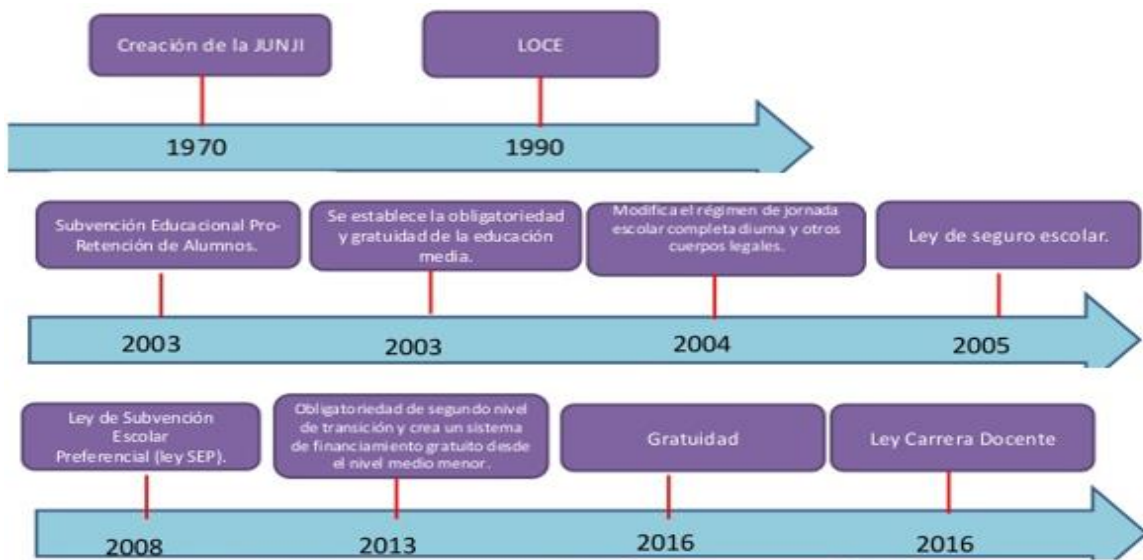 Creación de la JUNJI
LOCE
1970
1990
Subvención Educacional Pro-
Retención de Alumnos.
Se establece la obligatoriedad
y gratuidad de la educación
media.
Modifica el régimen de jornada
escolar completa diuma y otros
cuerpos legales.
Ley de seguro escolar.
2003
2003
2004
2005
Ley de Subvención
Escolar
Preferencial (ley SEP).
Obligatoriedad de segundo nivel
de transición y crea un sistema
de financiamiento gratuito desde
el nivel medio menor.
Gratuidad
Ley Carrera Docente
2008
2013
2016
2016